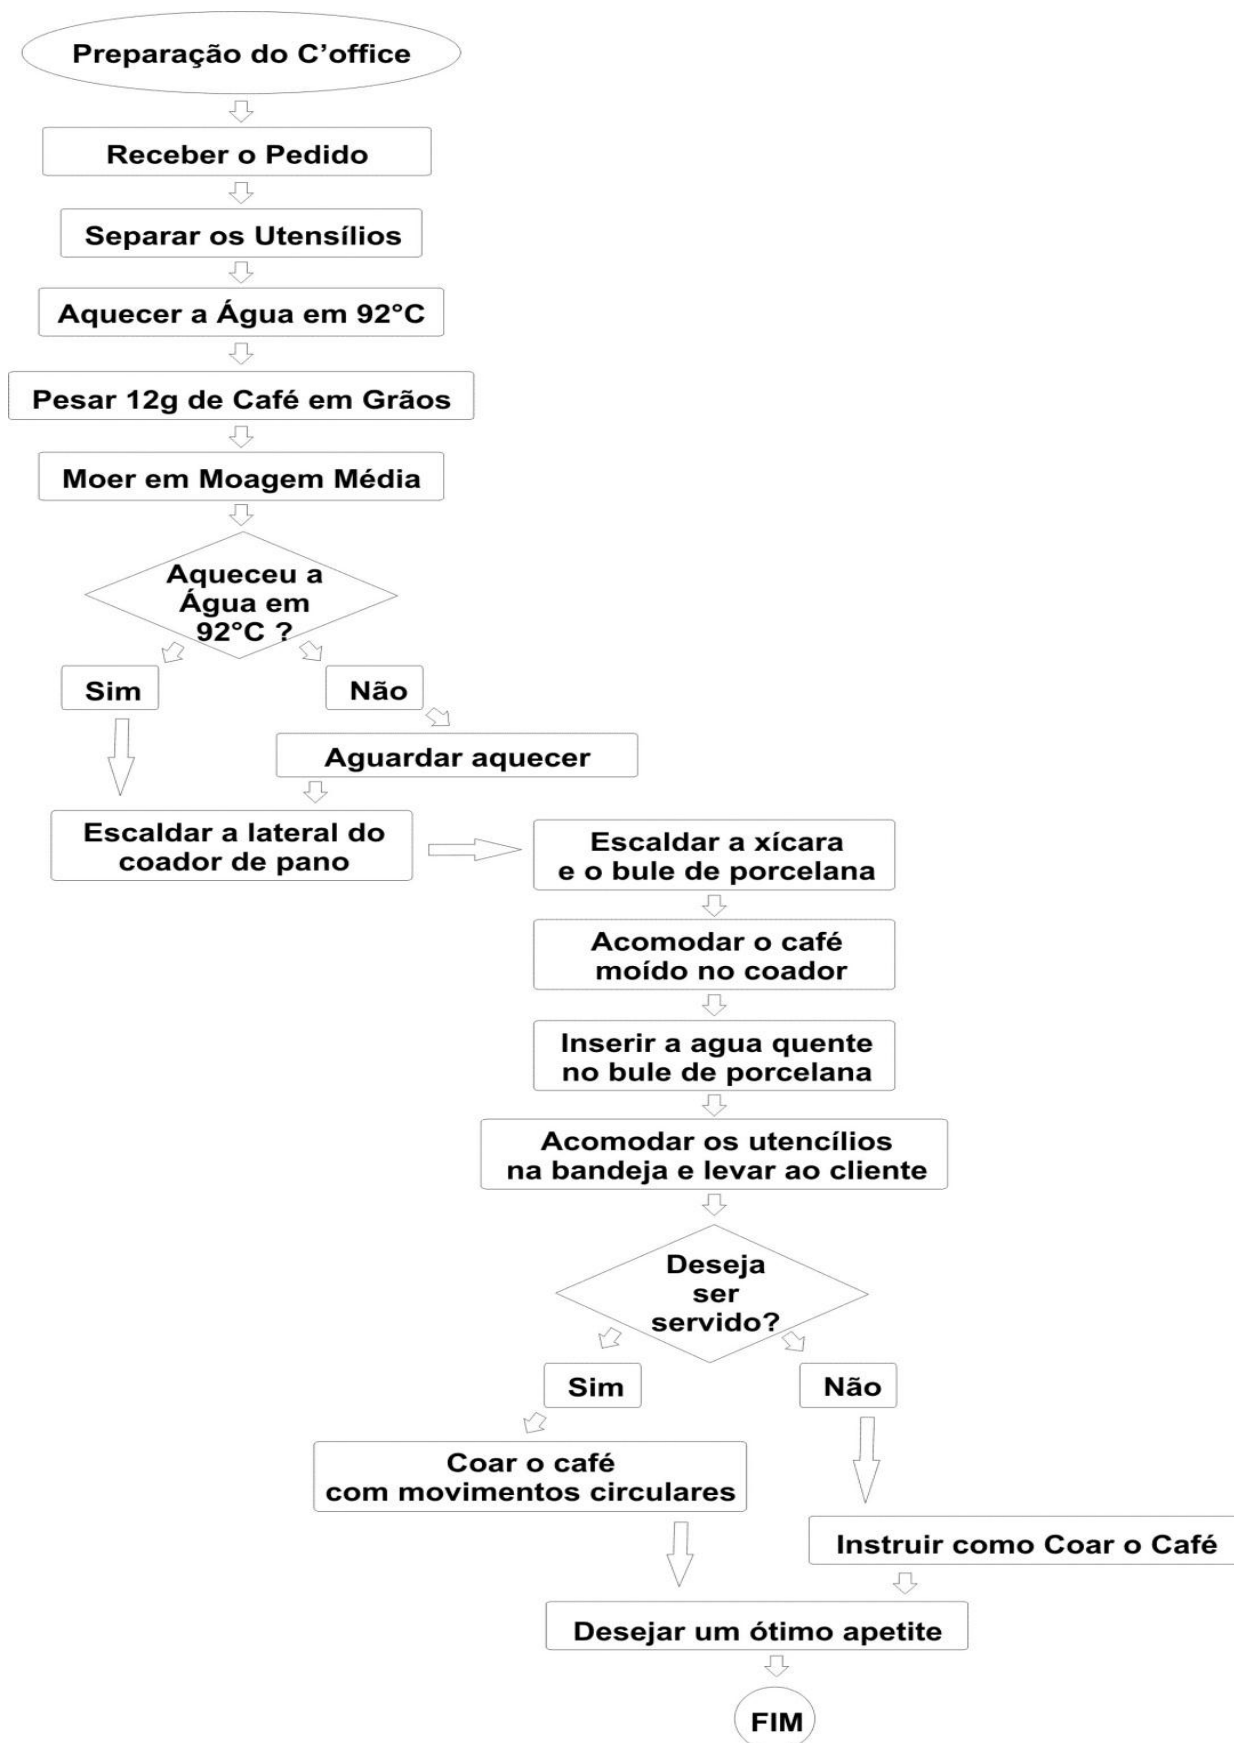 Preparação do C’office
Receber o Pedido
Separar os Utensílios
Aquecer a Água em 92°C
Pesar 12g de Café em Grãos
Moer em Moagem Média
Aqueceu a
Água em
92°C ?
Sim
Não
Aguardar aquecer
Escaldar a lateral do
coador de pano
Escaldar a xícara
e o bule de porcelana
Acomodar o café
moído no coador
Inserir a agua quente
no bule de porcelana
Acomodar os utencílios
na bandeja e levar ao cliente
Deseja
ser
servido?
Sim
Não
Coar o café
com movimentos circulares
Instruir como Coar o Café
Desejar um ótimo apetite
FIM